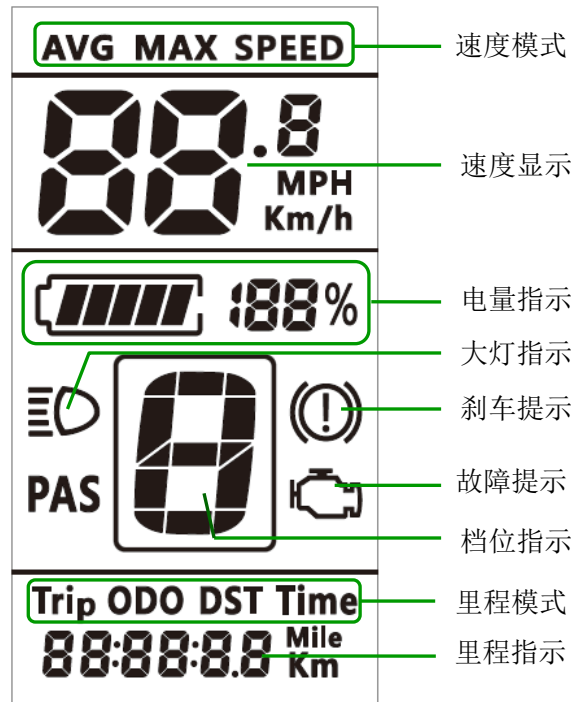 AVG MAX SPEED 速度模式
88.8
MPH 速度显示
Km/h
188% 电量指示
大灯指示
刹车提示
PAS 8 故障提示
档位指示
Trip ODO DST Time 里程模式
88:88:8.8 Mile 里程指示
Km